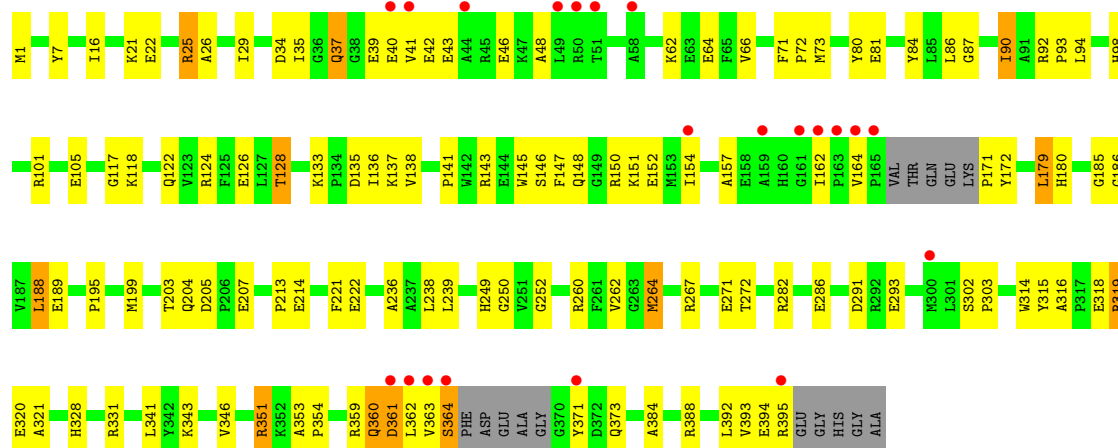 M1 Y7 I16 K21 E22 R25 A26 I29 D34 I35 G36 Q37 G38 E39 E40 V41 E42 E43 A44 R45 E46 K47 A48 L49 R50 T51 A58 K62 E63 E64 F65 V66 F71 P72 M73 Y80 E81 Y84 L85 L86 G87 I90 A91 R92 P93 L94 H98
R101 E105 G117 K118 Q122 V123 R124 F125 E126 L127 T128 K133 P134 D135 I136 K137 V138 P141 W142 R143 E144 W145 S146 F147 Q148 G149 R150 K151 E152 M153 I154 A157 E158 A159 H160 G161 I162 P163 V164 P165 VAL THR GLN GLU LYS P171 Y172 L179 H180 G185 G186
V187 L188 E189 P195 M199 T203 Q204 D205 P206 E207 P213 E214 F221 E222 A236 A237 L238 L239 H249 G250 V251 G252 R260 F261 V262 G263 M264 R267 E271 T272 R282 E286 D291 R292 E293 M300 L301 S302 P303 W314 Y315 A316 P317 E318 R319
E320 A321 H328 R331 L341 Y342 K343 V346 R351 K352 A353 P354 R359 Q360 D361 L362 V363 S364 PHE ASP GLU ALA GLY G370 Y371 D372 Q373 A384 R388 L392 V393 E394 R395 GLU GLY HIS GLY ALA